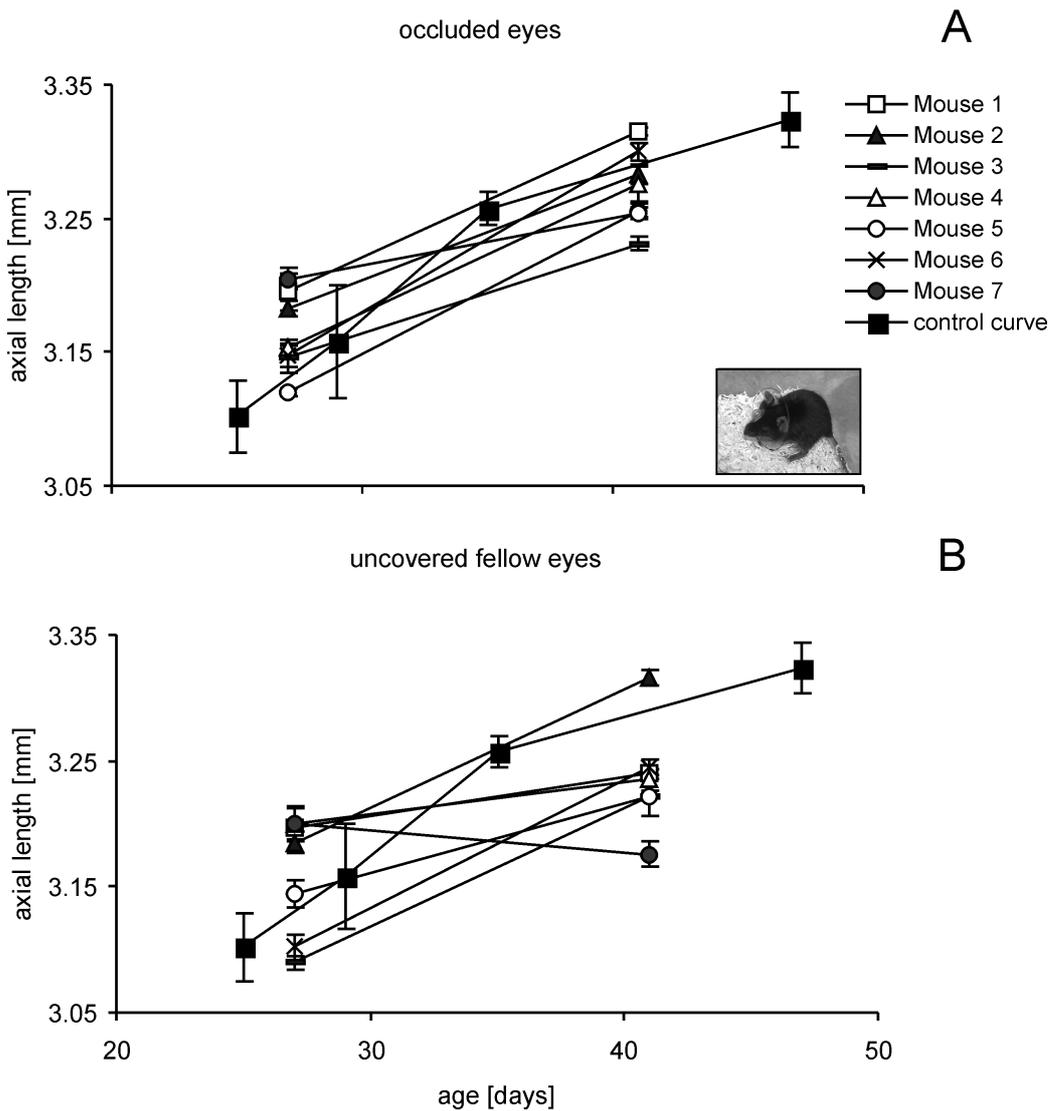 occluded eyes
A
3.35
3.25
3.15
3.05
axial length [mm]
Mouse 1
Mouse 2
Mouse 3
Mouse 4
Mouse 5
Mouse 6
Mouse 7
control curve
uncovered fellow eyes
B
3.35
3.25
3.15
3.05
axial length [mm]
20 30 40 50
age [days]